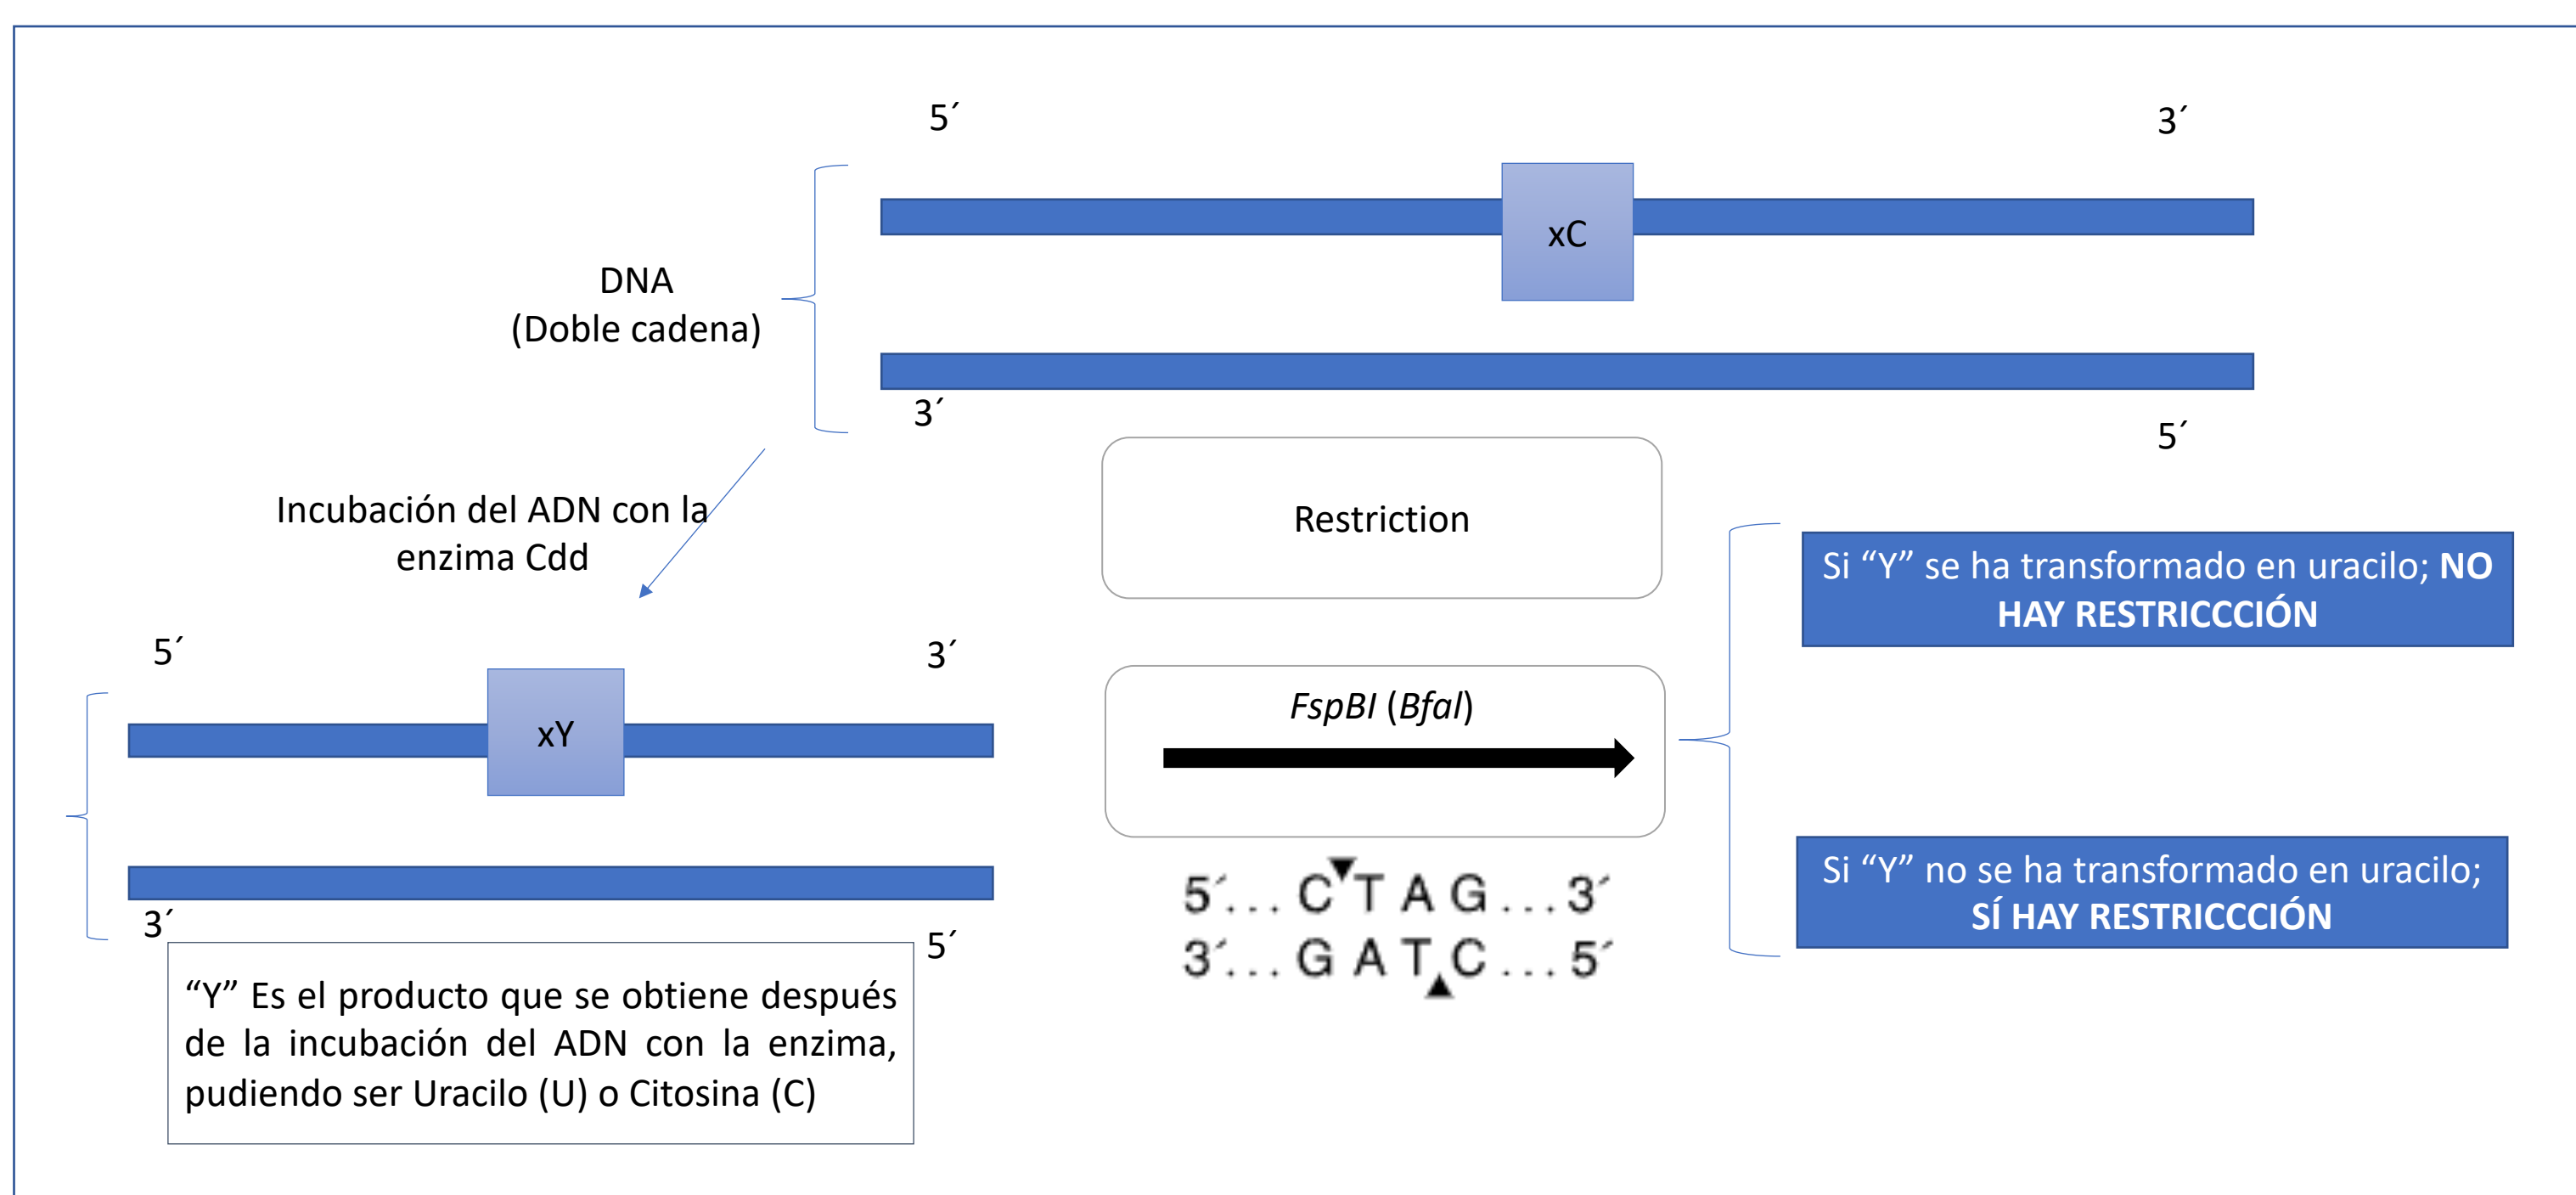 5´
3´
xC
DNA
(Doble cadena)
3´
5´
Incubación del ADN con la
enzima Cdd
Restriction
Si “Y” se ha transformado en uracilo; NO
HAY RESTRICCCIÓN
5´
3´
xY
FspBI (BfaI)
3´
5´
5´... C▼T A G ... 3´
3´... G A T▲C ... 5´
Si “Y” no se ha transformado en uracilo;
SÍ HAY RESTRICCCIÓN
“Y” Es el producto que se obtiene después
de la incubación del ADN con la enzima,
pudiendo ser Uracilo (U) o Citosina (C)